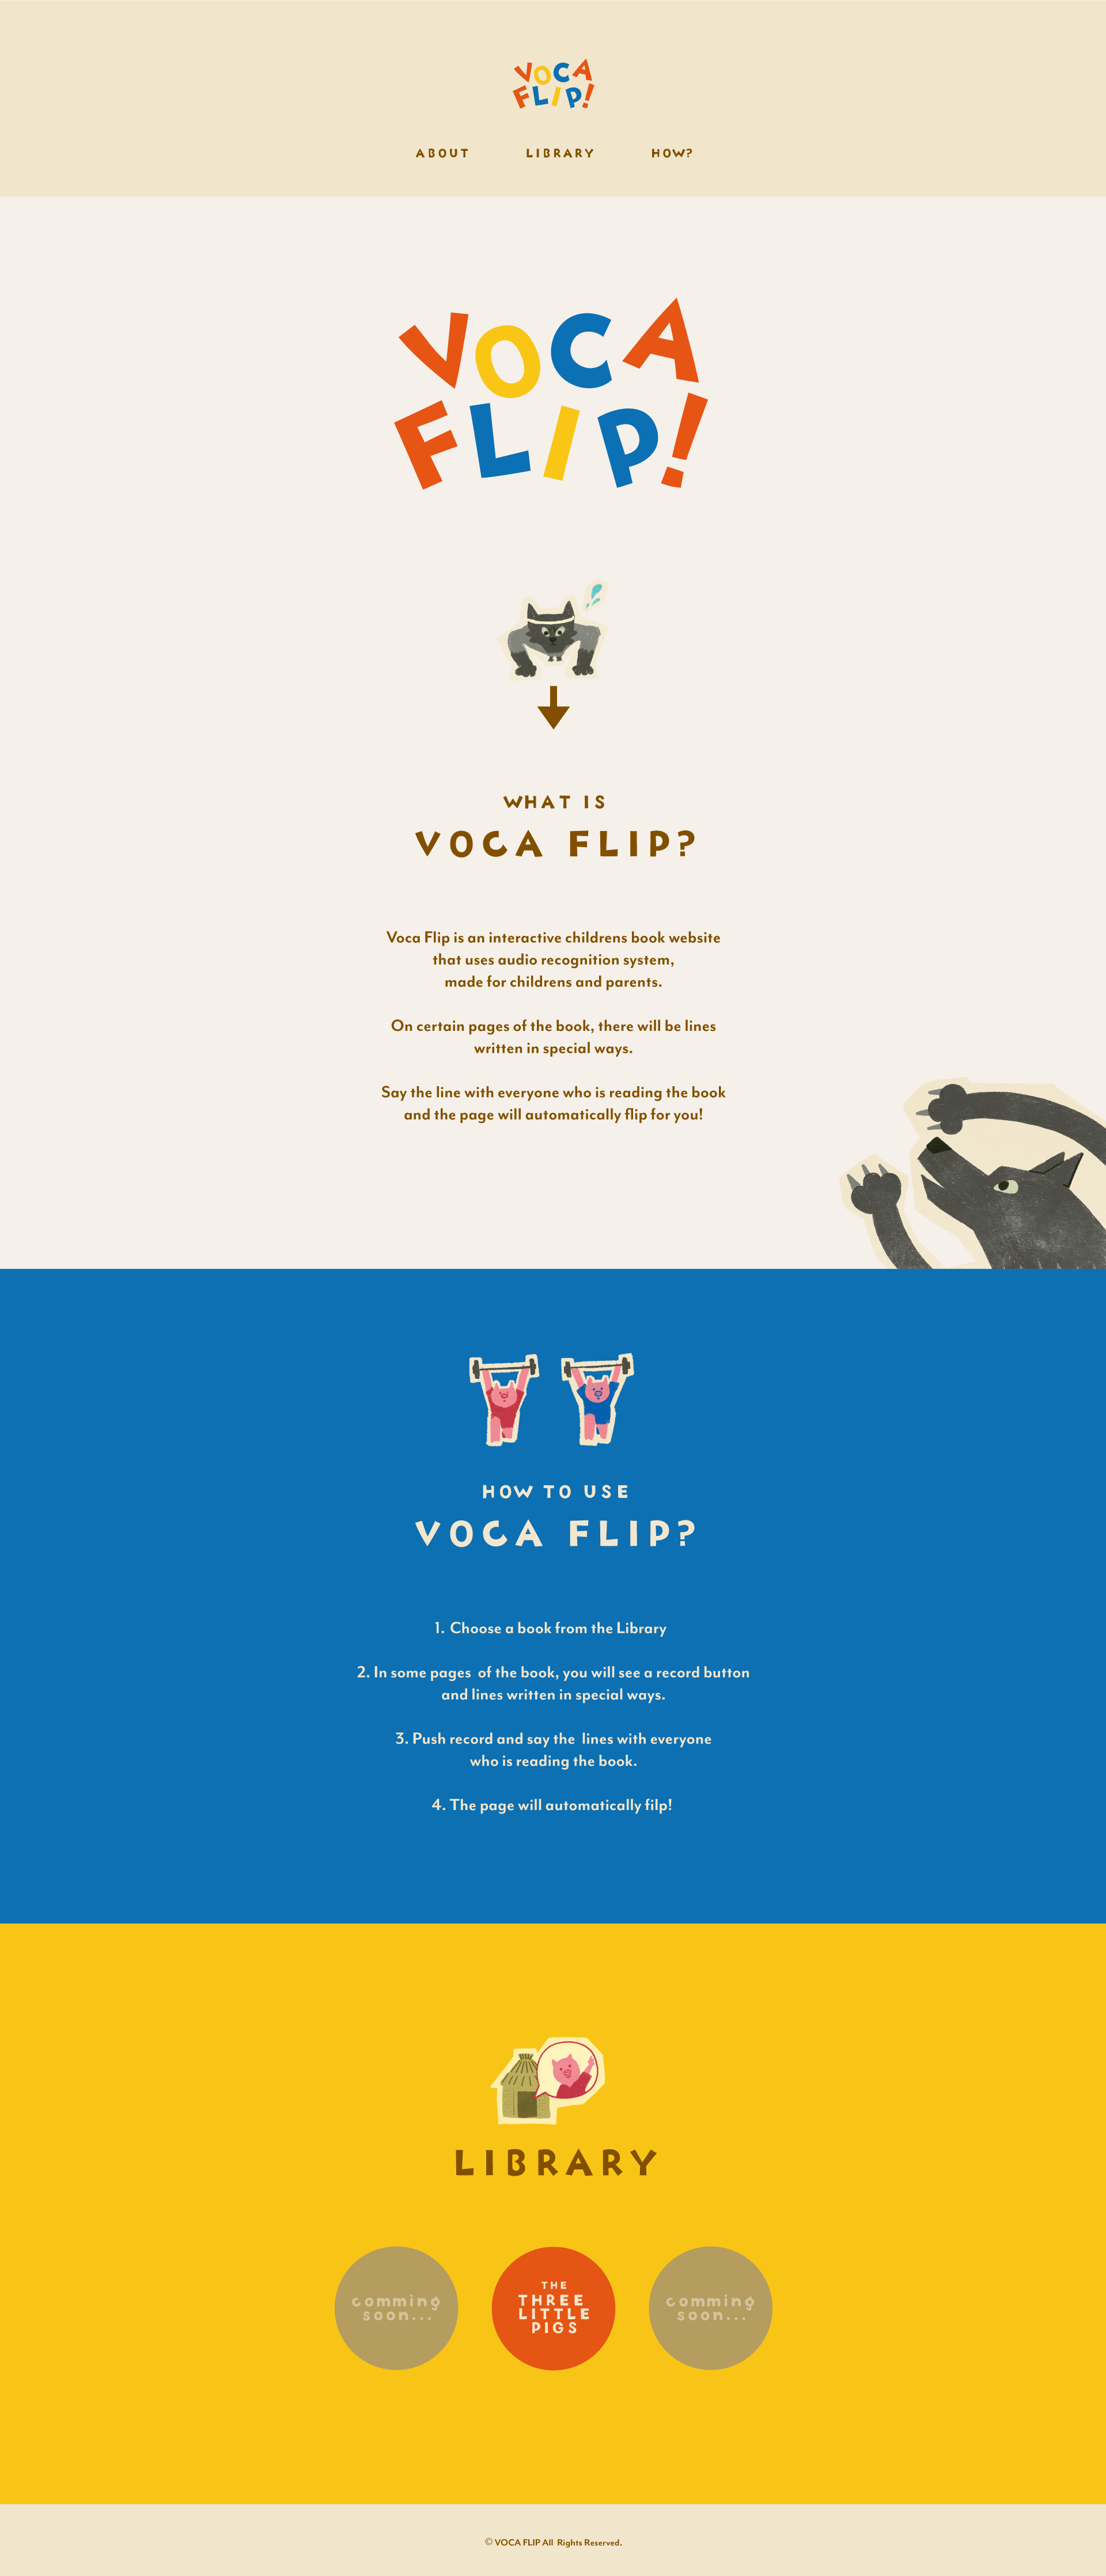 VOCA
FLIP!
ABOUT LIBRARY HOW?
VOCA
FLIP!
WHAT IS
VOCA FLIP?
Voca Flip is an interactive childrens book website
that uses audio recognition system,
made for childrens and parents.
On certain pages of the book, there will be lines
written in special ways.
Say the line with everyone who is reading the book
and the page will automatically flip for you!
HOW TO USE
VOCA FLIP?
1. Choose a book from the Library
2. In some pages of the book, you will see a record button
and lines written in special ways.
3. Push record and say the lines with everyone
who is reading the book.
4. The page will automatically filp!
LIBRARY
comming
soon...
THE
THREE
LITTLE
PIGS
comming
soon...
© VOCA FLIP All Rights Reserved.